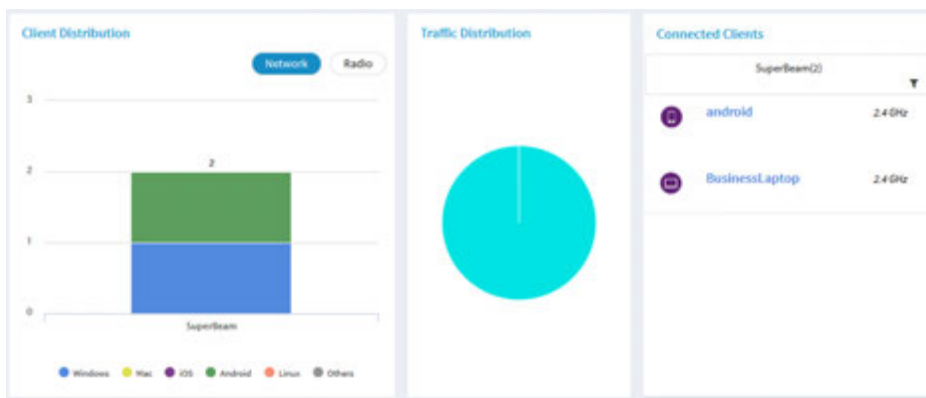 Client Distribution
Network Radio
3
2
2
1
0
SuperBeam
Windows Mac iOS Android Linux Others
Traffic Distribution
Connected Clients
SuperBeam(2)
android 2.4 GHz
BusinessLaptop 2.4 GHz